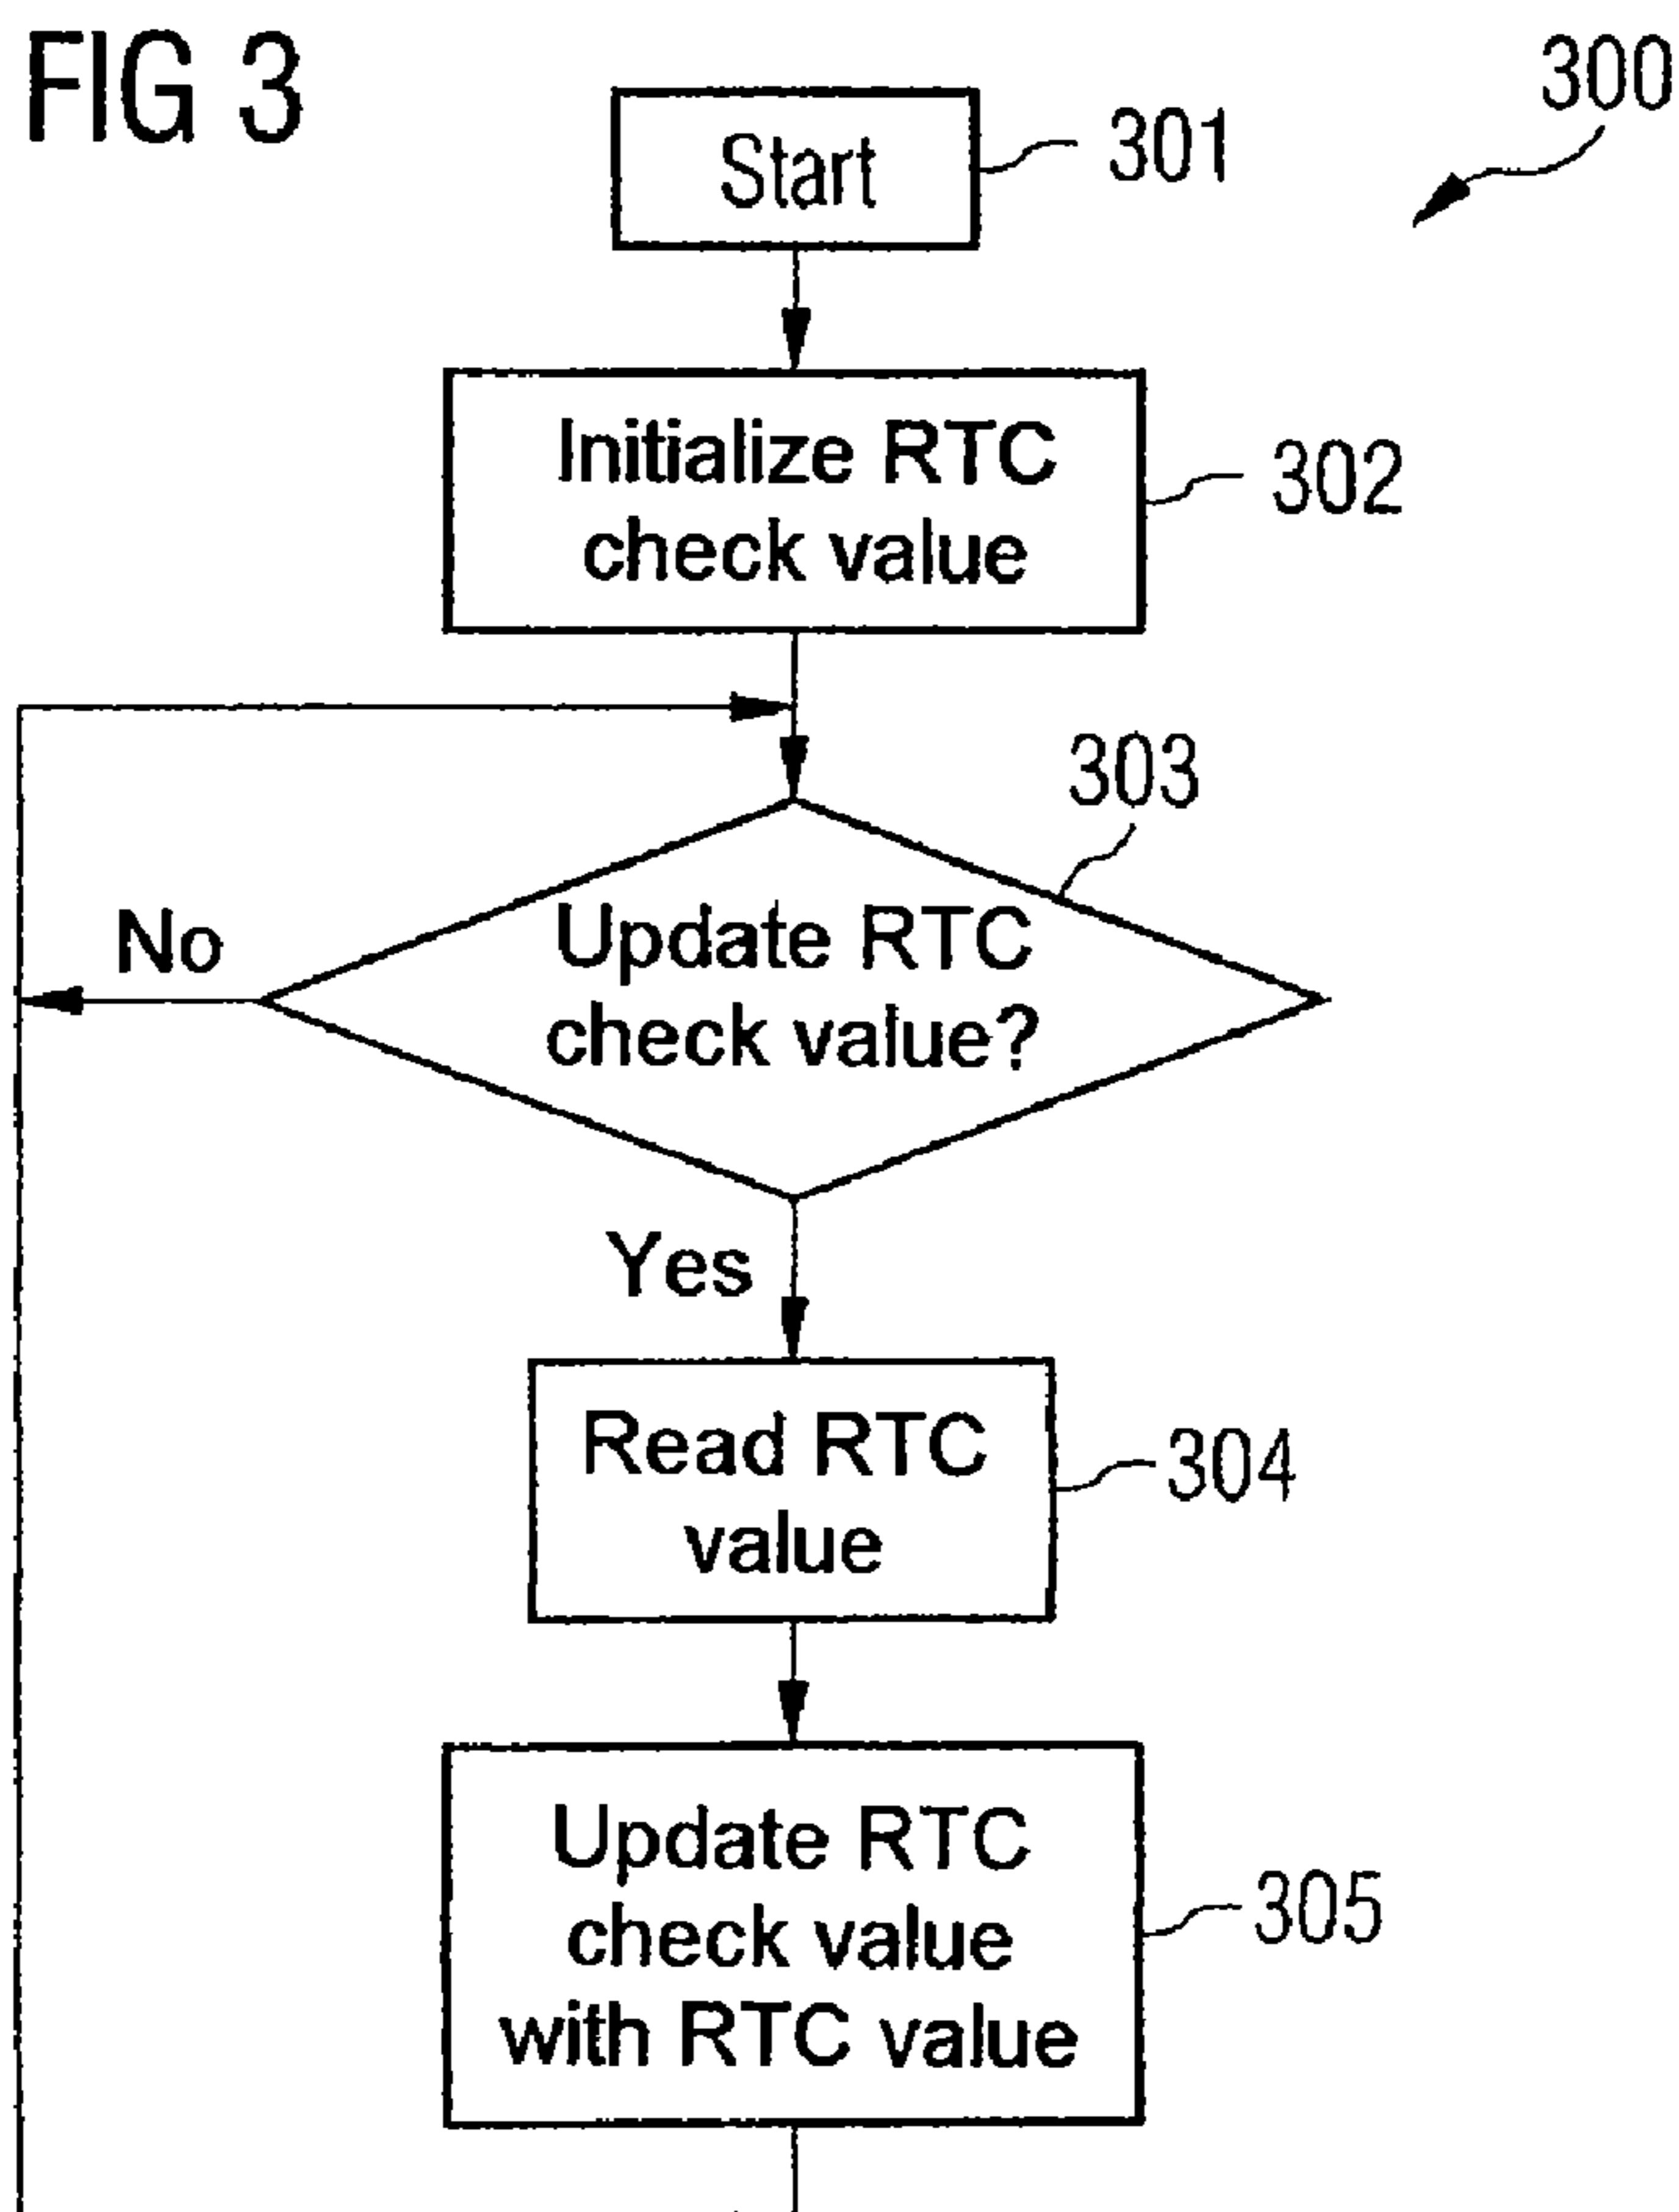 FIG 3
300
Start
301
Initialize RTC
check value
302
303
Update RTC
check value?
No
Yes
Read RTC
value
304
Update RTC
check value
with RTC value
305